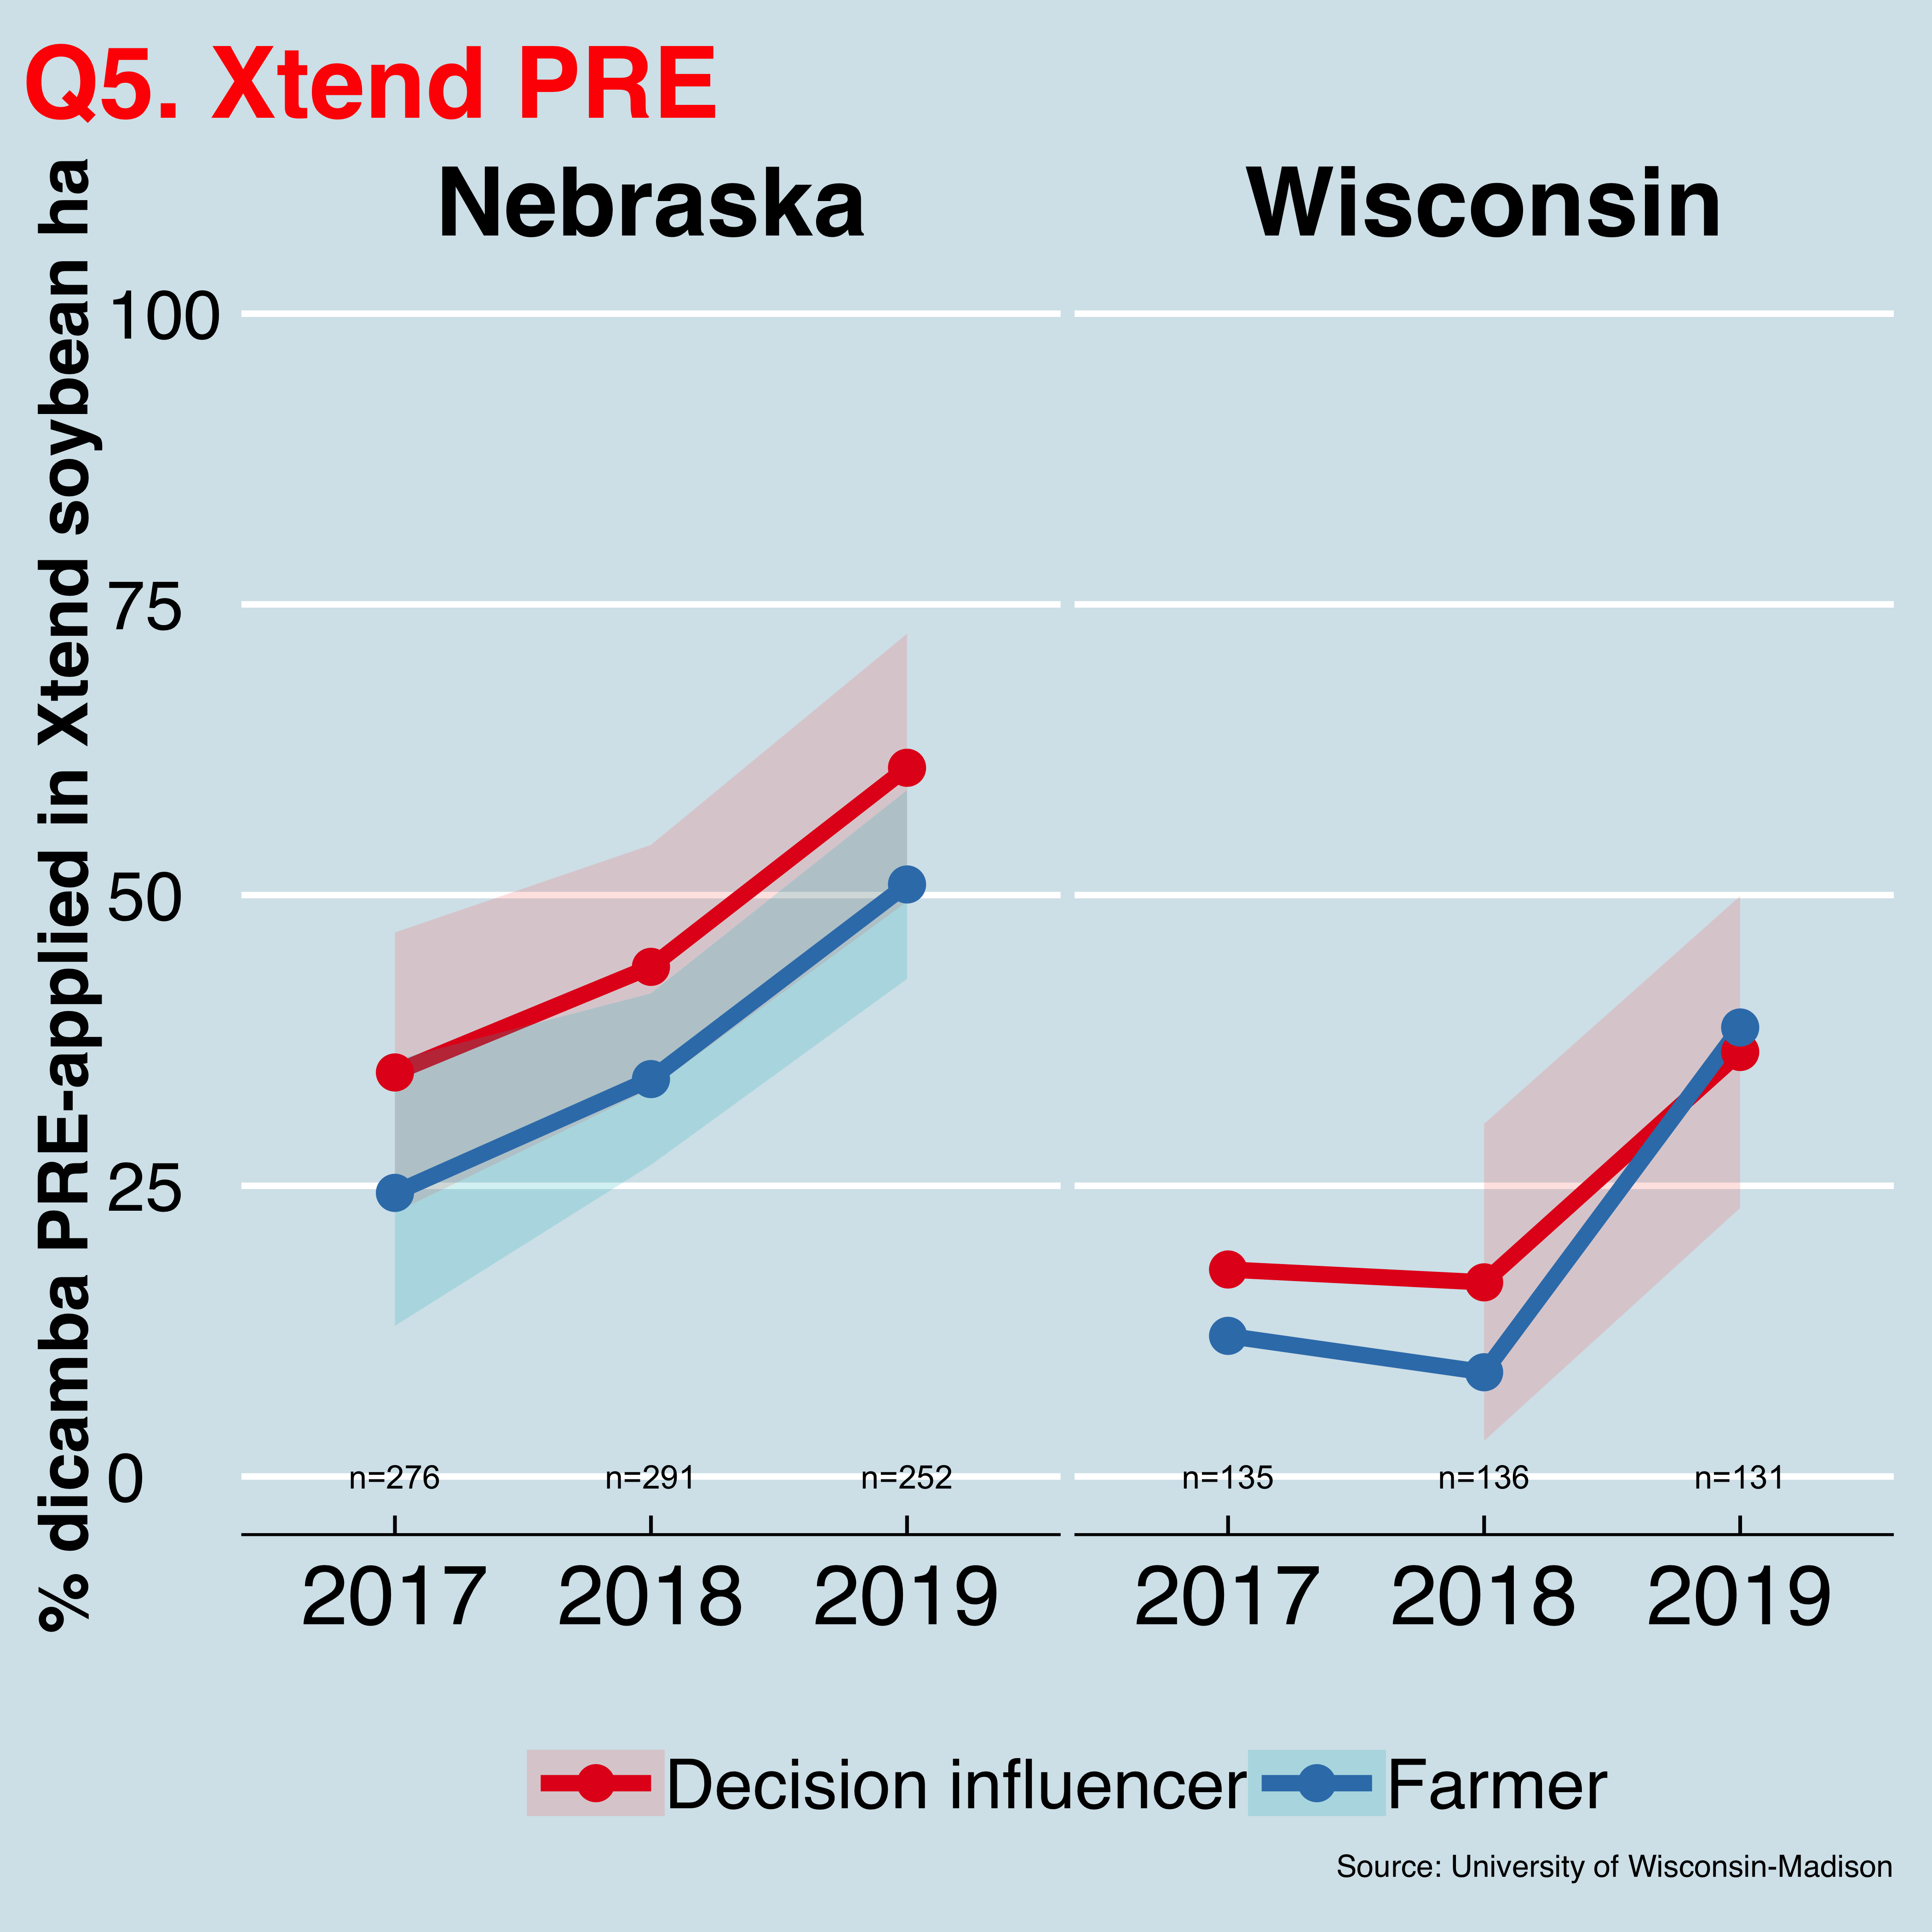 Q5. Xtend PRE
Nebraska
Wisconsin
% dicamba PRE-applied in Xtend soybean ha
100
75
50
25
0
n=276
n=291
n=252
n=135
n=136
n=131
2017
2018
2019
2017
2018
2019
Decision influencer
Farmer
Source: University of Wisconsin-Madison